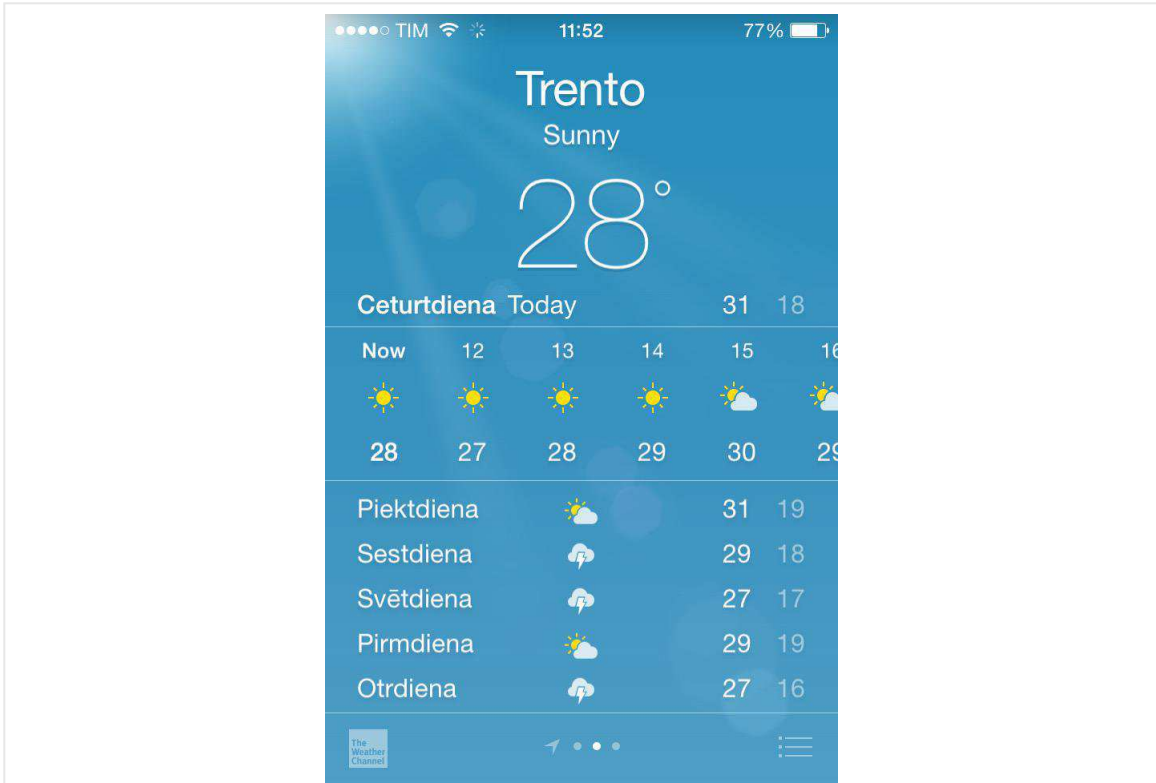 TIM 11:52 77%
Trento
Sunny
28°
Ceturtdiena Today 31 18
Now 12 13 14 15 16
28 27 28 29 30 29
Piektdiena 31 19
Sestdiena 29 18
Svētdiena 27 17
Pirmdiena 29 19
Otrdiena 27 16
The
Weather
Channel